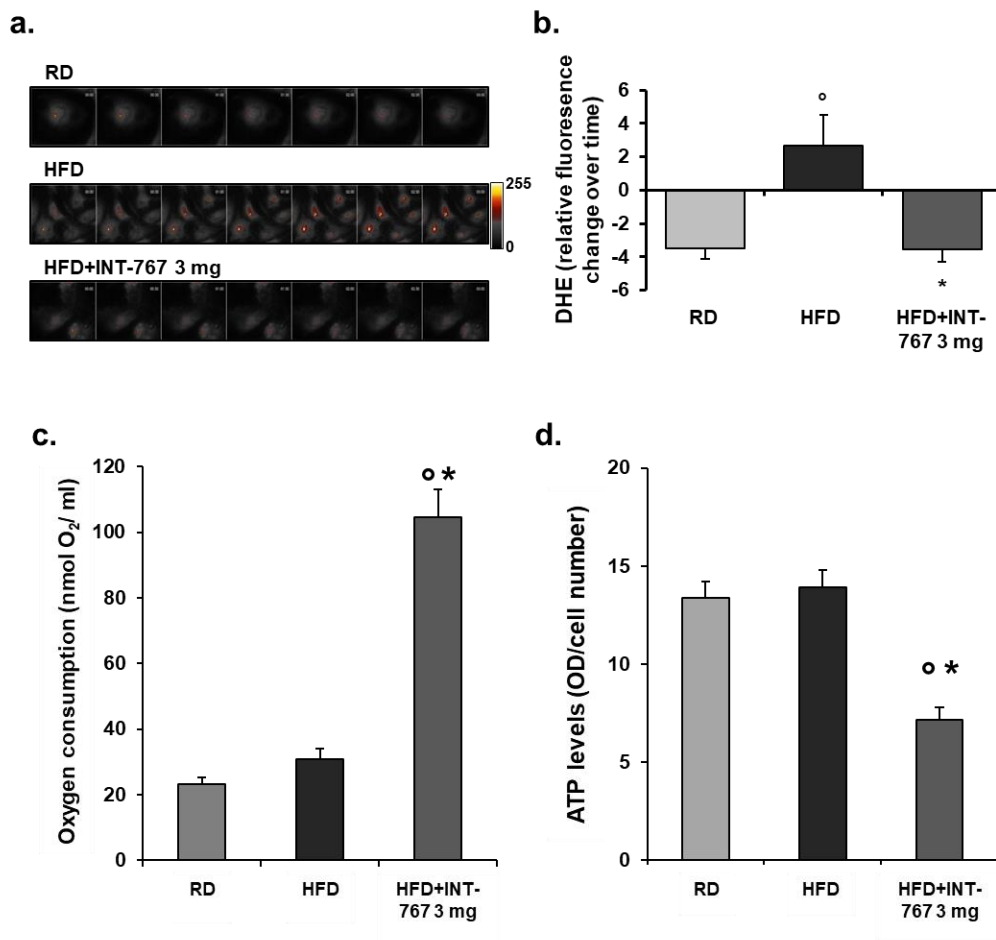 a.
RD
HFD
255
0
HFD+INT-767 3 mg
b.
DHE (relative fluoresence
change over time)
6
4
2
0
-2
-4
-6
°
*
RD
HFD
HFD+INT-
767 3 mg
c.
Oxygen consumption (nmol O₂/ ml)
120
100
80
60
40
20
0
° *
RD
HFD
HFD+INT-
767 3 mg
d.
ATP levels (OD/cell number)
20
15
10
5
0
° *
RD
HFD
HFD+INT-
767 3 mg